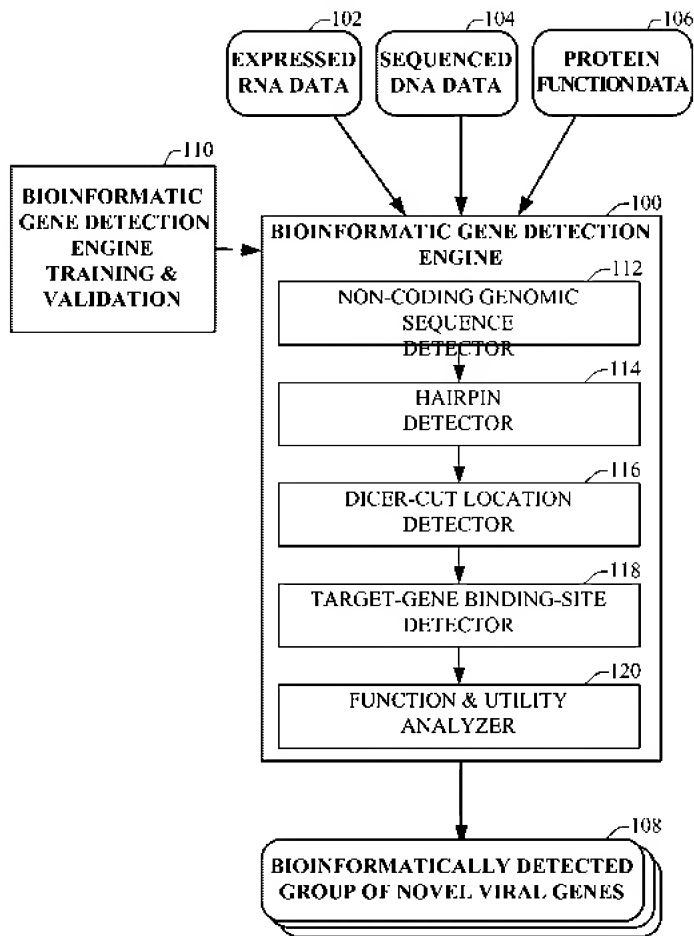 102
104
106
EXPRESSED
RNA DATA
SEQUENCED
DNA DATA
PROTEIN
FUNCTION DATA
110
BIOINFORMATIC
GENE DETECTION
ENGINE
TRAINING &
VALIDATION
100
BIOINFORMATIC GENE DETECTION
ENGINE
112
NON-CODING GENOMIC
SEQUENCE
DETECTOR
114
HAIRPIN
DETECTOR
116
DICER-CUT LOCATION
DETECTOR
118
TARGET-GENE BINDING-SITE
DETECTOR
120
FUNCTION & UTILITY
ANALYZER
108
BIOINFORMATICALLY DETECTED
GROUP OF NOVEL VIRAL GENES